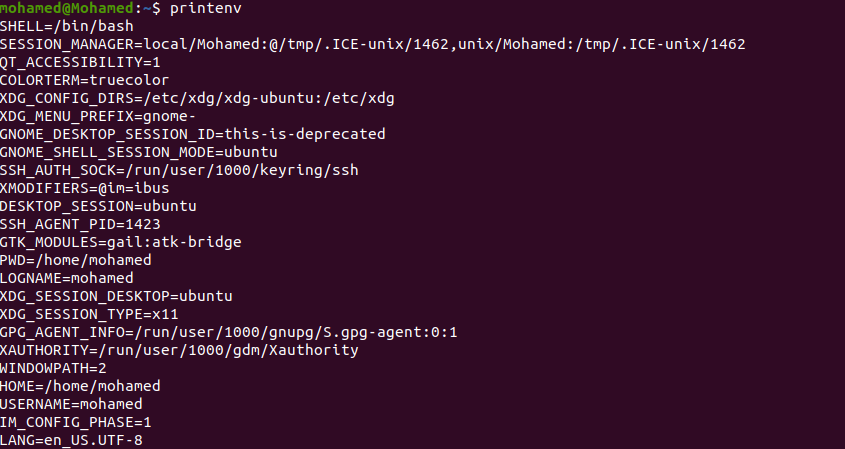 mohamed@Mohamed:~$ printenv
SHELL=/bin/bash
SESSION_MANAGER=local/Mohamed:@/tmp/.ICE-unix/1462,unix/Mohamed:/tmp/.ICE-unix/1462
QT_ACCESSIBILITY=1
COLORTERM=truecolor
XDG_CONFIG_DIRS=/etc/xdg/xdg-ubuntu:/etc/xdg
XDG_MENU_PREFIX=gnome-
GNOME_DESKTOP_SESSION_ID=this-is-deprecated
GNOME_SHELL_SESSION_MODE=ubuntu
SSH_AUTH_SOCK=/run/user/1000/keyring/ssh
XMODIFIERS=@im=ibus
DESKTOP_SESSION=ubuntu
SSH_AGENT_PID=1423
GTK_MODULES=gail:atk-bridge
PWD=/home/mohamed
LOGNAME=mohamed
XDG_SESSION_DESKTOP=ubuntu
XDG_SESSION_TYPE=x11
GPG_AGENT_INFO=/run/user/1000/gnupg/S.gpg-agent:0:1
XAUTHORITY=/run/user/1000/gdm/Xauthority
WINDOWPATH=2
HOME=/home/mohamed
USERNAME=mohamed
IM_CONFIG_PHASE=1
LANG=en_US.UTF-8